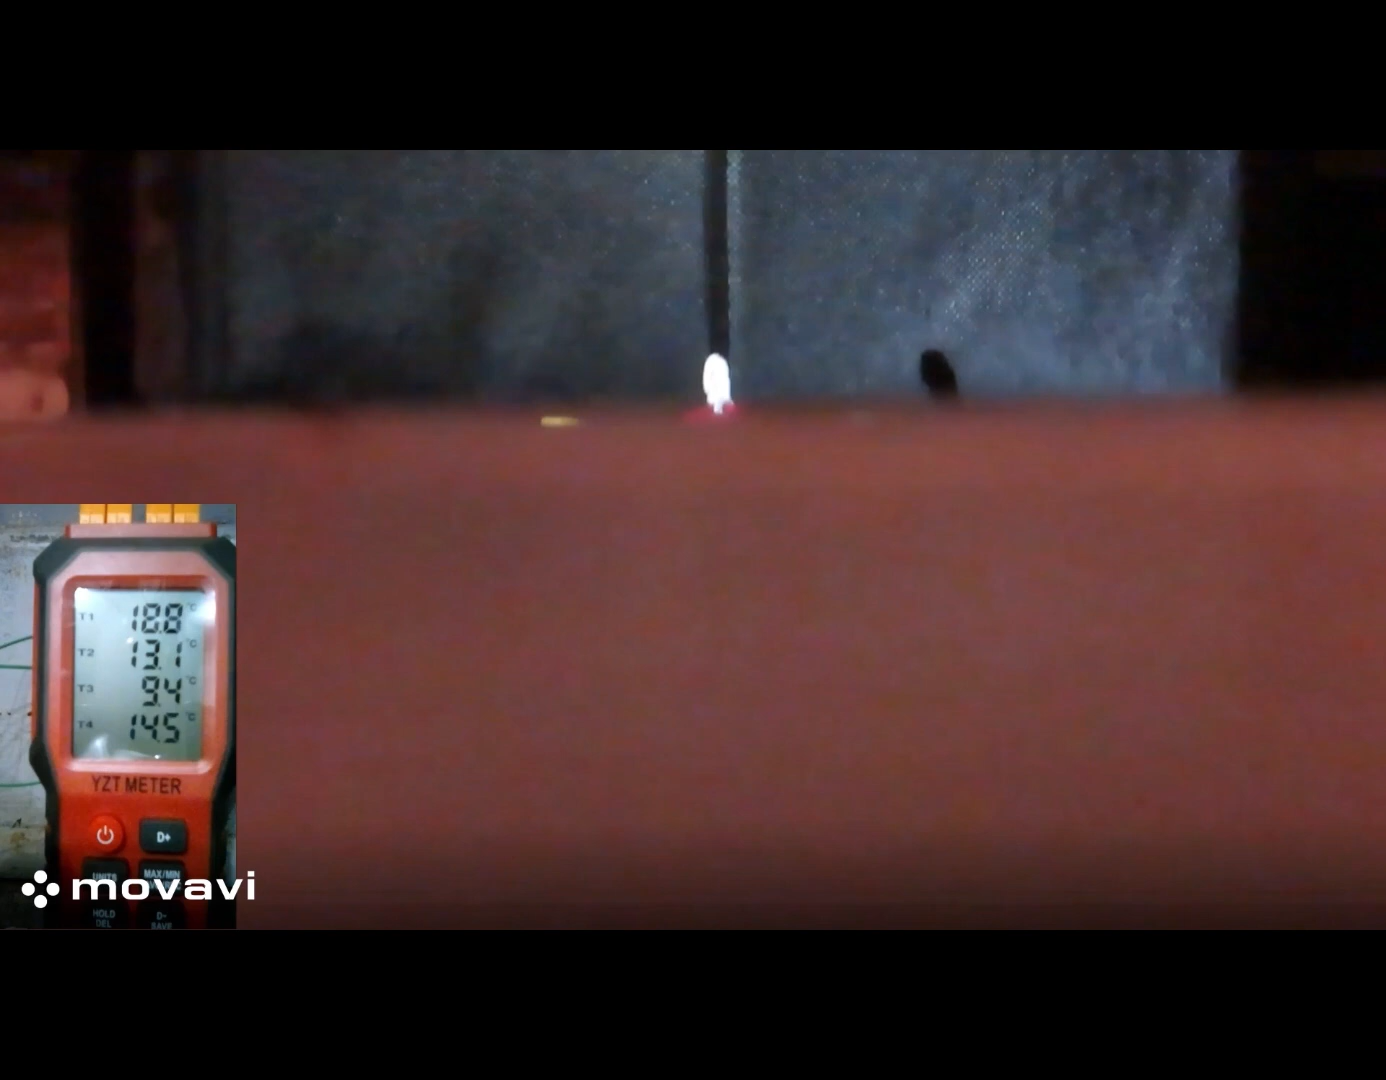 T1 18.8 °C
T2 13.1 °C
T3 9.4 °C
T4 14.5 °C
YZT METER
D+
UNITS MAX/MIN
movavi
HOLD D-
DEL SAVE